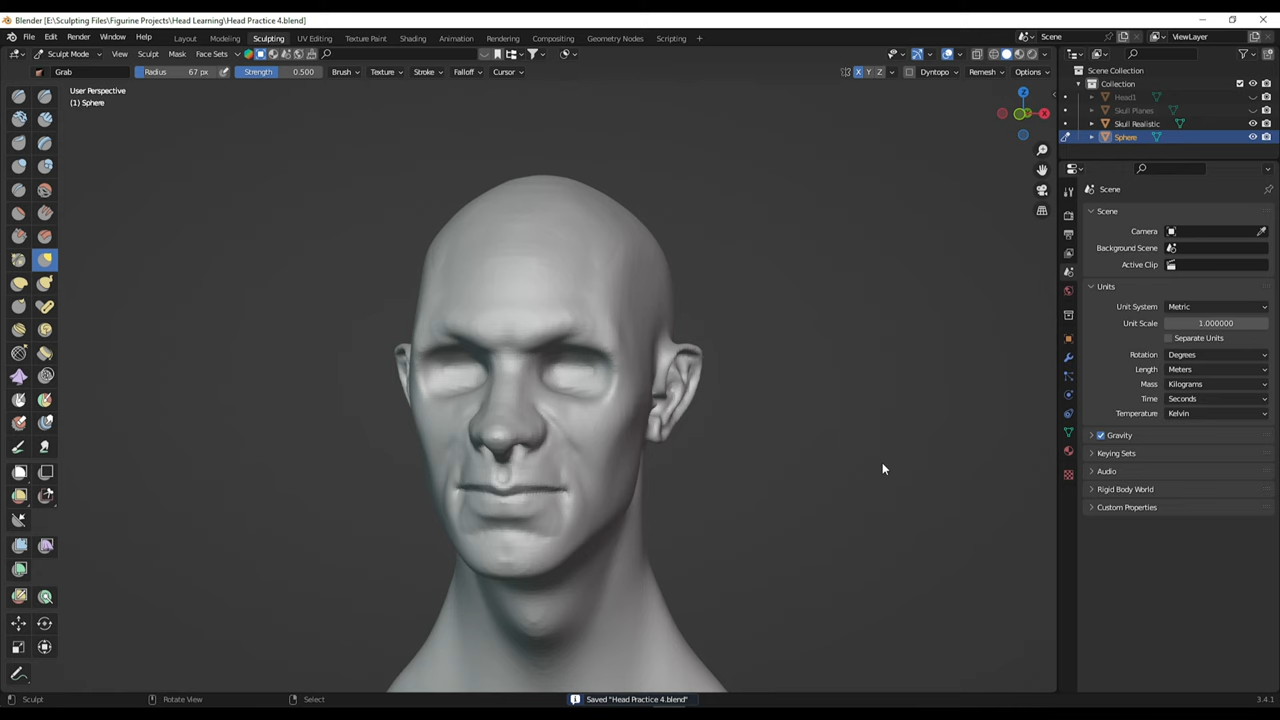 Blender [E:\Sculpting Files\Figurine Projects\Head Learning\Head Practice 4.blend]
File Edit Render Window Help Layout Modeling Sculpting UV Editing Texture Paint Shading Animation Rendering Compositing Geometry Nodes Scripting + Scene ViewLayer
Sculpt Mode View Sculpt Mask Face Sets
Grab Radius 67 px Strength 0.500 Brush Texture Stroke Falloff Cursor X Y Z Dyntopo Remesh Options
User Perspective
(1) Sphere
Z
X
Scene Collection
Collection
Head1
Skull Planes
Skull Realistic
Sphere
Scene
Scene
Camera
Background Scene
Active Clip
Units
Unit System Metric
Unit Scale 1.000000
Separate Units
Rotation Degrees
Length Meters
Mass Kilograms
Time Seconds
Temperature Kelvin
Gravity
Keying Sets
Audio
Rigid Body World
Custom Properties
Sculpt Rotate View Select Saved "Head Practice 4.blend" 3.4.1